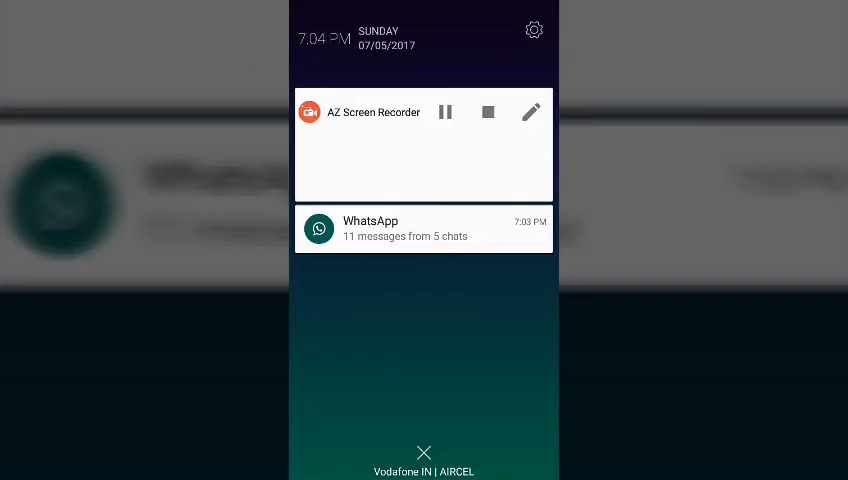 7:04 PM
SUNDAY
07/05/2017
AZ Screen Recorder
WhatsApp
7:03 PM
11 messages from 5 chats
Vodafone IN | AIRCEL